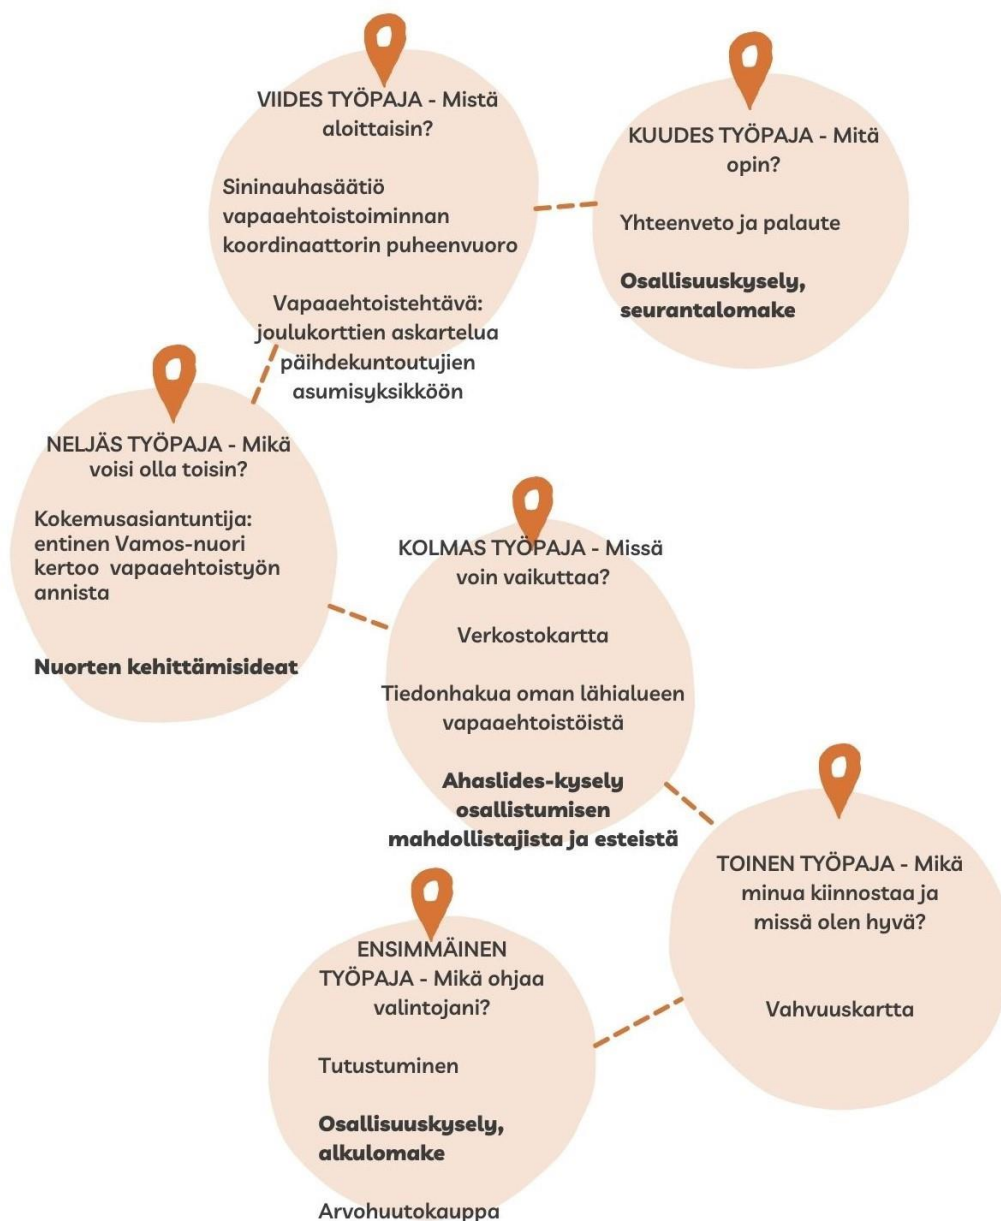 VIIDES TYÖPAJA - Mistä
aloittaisin?
Sininauhasäätiö
vapaaehtoistoiminnan
koordinaattorin puheenvuoro
Vapaaehtoistehtävä:
joulukorttien askartelua
päihdekuntoutujien
asumisyksikköön
KUUDES TYÖPAJA - Mitä
opin?
Yhteenveto ja palaute
Osallisuuskysely,
seurantalomake
NELJÄS TYÖPAJA - Mikä
voisi olla toisin?
Kokemusasiantuntija:
entinen Vamos-nuori
kertoo vapaaehtoistyön
annista
Nuorten kehittämisideat
KOLMAS TYÖPAJA - Missä
voin vaikuttaa?
Verkostokartta
Tiedonhakua oman lähialueen
vapaaehtoistöistä
Ahaslides-kysely
osallistumisen
mahdollistajista ja esteistä
TOINEN TYÖPAJA - Mikä
minua kiinnostaa ja
missä olen hyvä?
Vahvuuskartta
ENSIMMÄINEN
TYÖPAJA - Mikä ohjaa
valintojani?
Tutustuminen
Osallisuuskysely,
alkulomake
Arvohuutokauppa